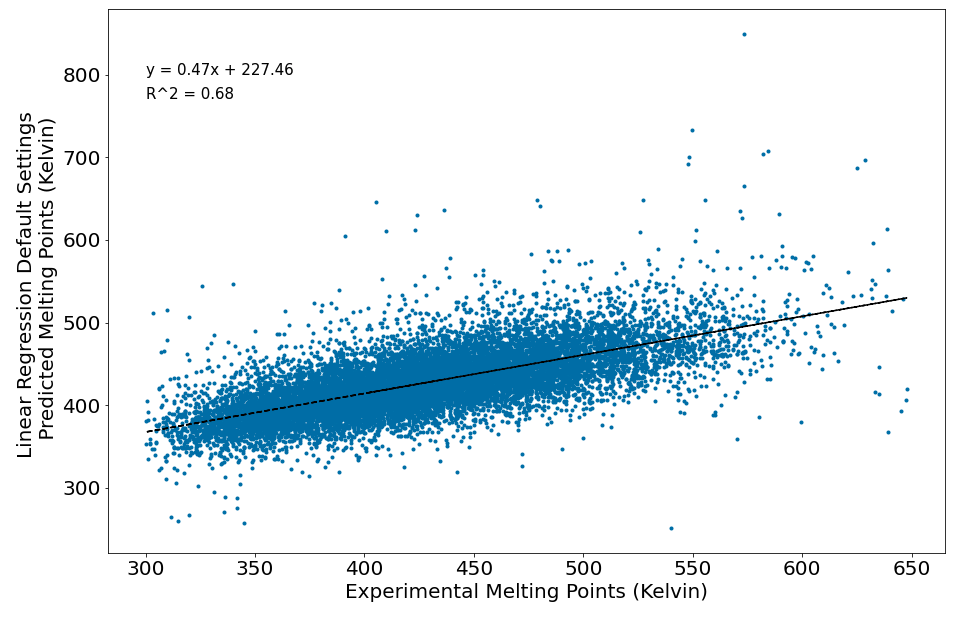 y = 0.47x + 227.46
R^2 = 0.68
Linear Regression Default Settings
Predicted Melting Points (Kelvin)
800
700
600
500
400
300
300 350 400 450 500 550 600 650
Experimental Melting Points (Kelvin)